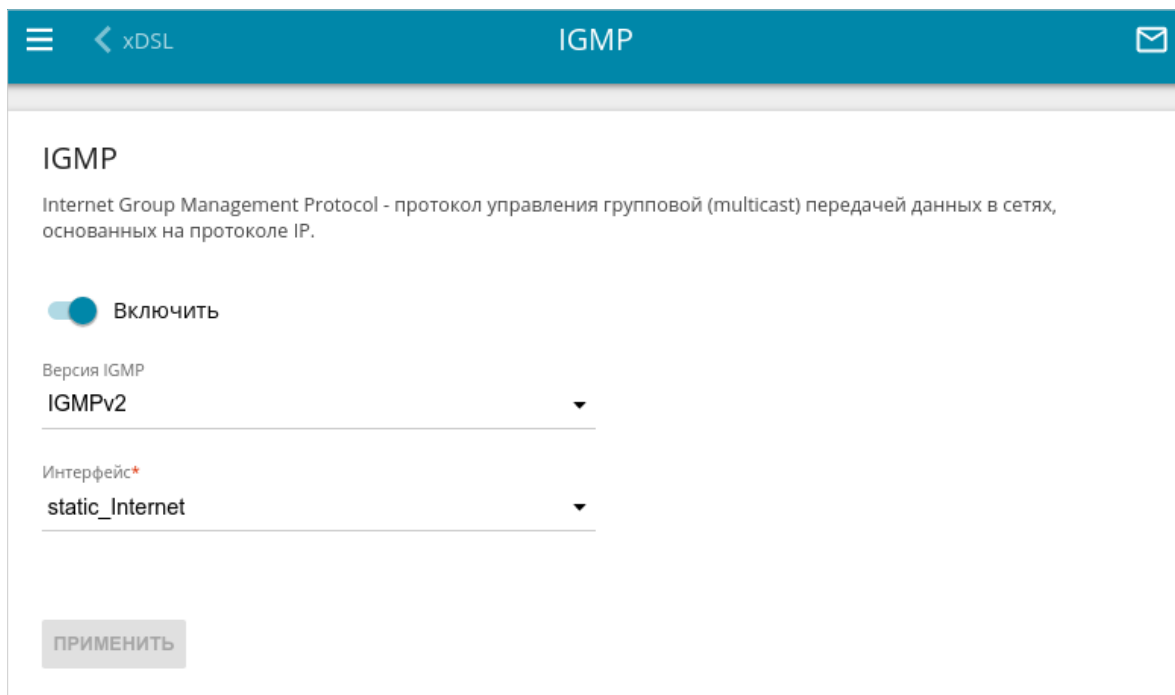 xDSL
IGMP
IGMP
Internet Group Management Protocol - протокол управления групповой (multicast) передачей данных в сетях,
основанных на протоколе IP.
Включить
Версия IGMP
IGMPv2
Интерфейс*
static_Internet
ПРИМЕНИТЬ